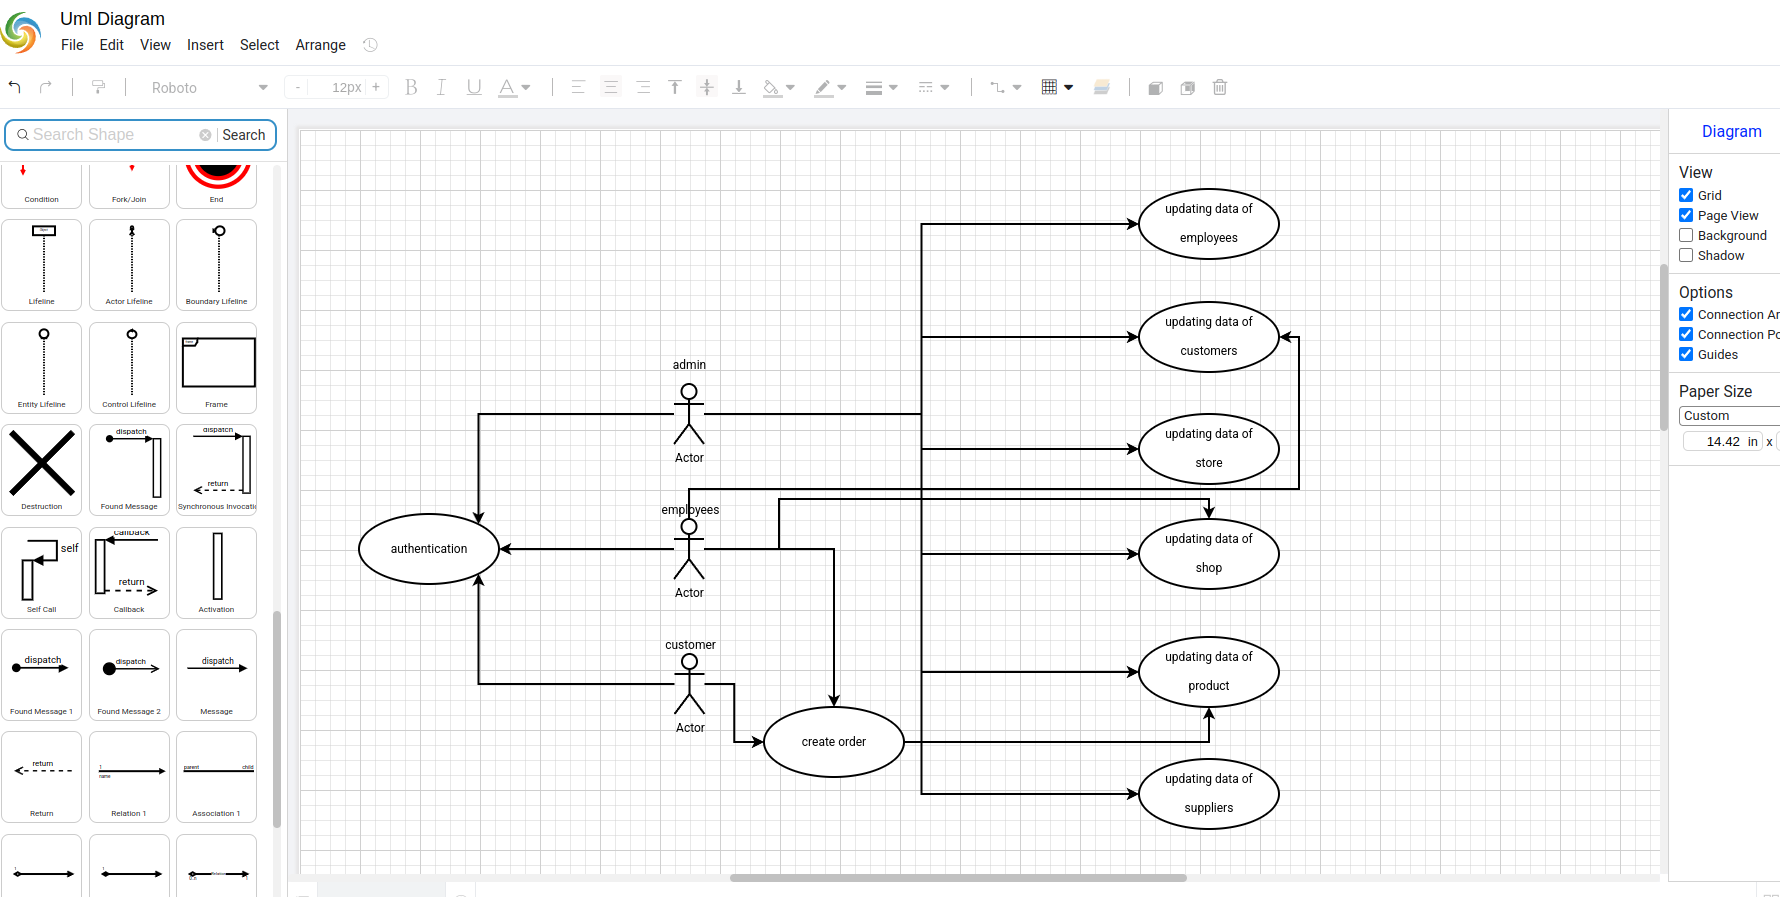 Uml Diagram
File Edit View Insert Select Arrange
Roboto - 12px + B I U A
Search Shape Search
Diagram
View
Grid
Page View
Background
Shadow
Options
Connection Ar
Connection Po
Guides
Paper Size
Custom
14.42 in x
Condition Fork/Join End
Lifeline Actor Lifeline Boundary Lifeline
Entity Lifeline Control Lifeline Frame
dispatch dispatch
return
Destruction Found Message Synchronous Invocatic
self callback
return
Self Call Callback Activation
dispatch dispatch dispatch
Found Message 1 Found Message 2 Message
return 1 parent child
name
Return Relation 1 Association 1
1 1
updating data of
employees
updating data of
customers
admin
Actor
updating data of
store
employees
Actor
authentication
updating data of
shop
customer
Actor
updating data of
product
create order
updating data of
suppliers